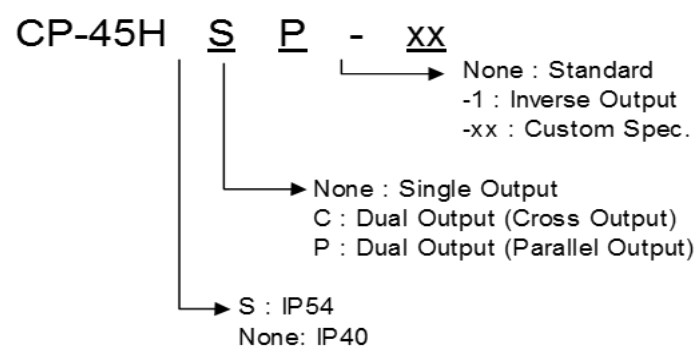 CP-45H S P - xx
None : Standard
-1 : Inverse Output
-xx : Custom Spec.
None : Single Output
C : Dual Output (Cross Output)
P : Dual Output (Parallel Output)
S : IP54
None: IP40